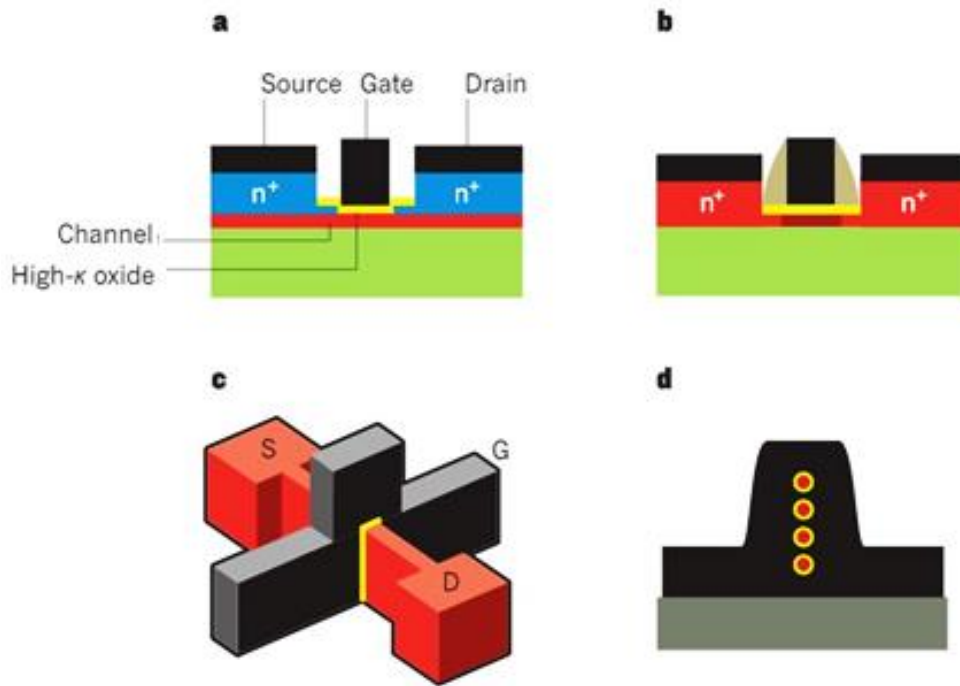 a
b
Source Gate Drain
n⁺ n⁺
n⁺ n⁺
Channel
High-κ oxide
c
d
S
G
D